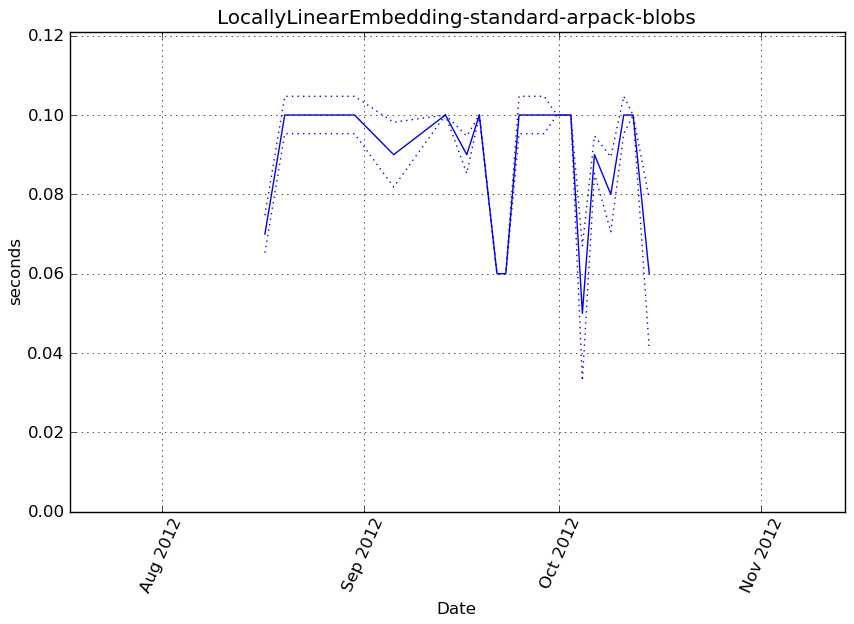 LocallyLinearEmbedding-standard-arpack-blobs
0.12
0.10
0.08
0.06
0.04
0.02
0.00
seconds
Aug 2012
Sep 2012
Oct 2012
Nov 2012
Date